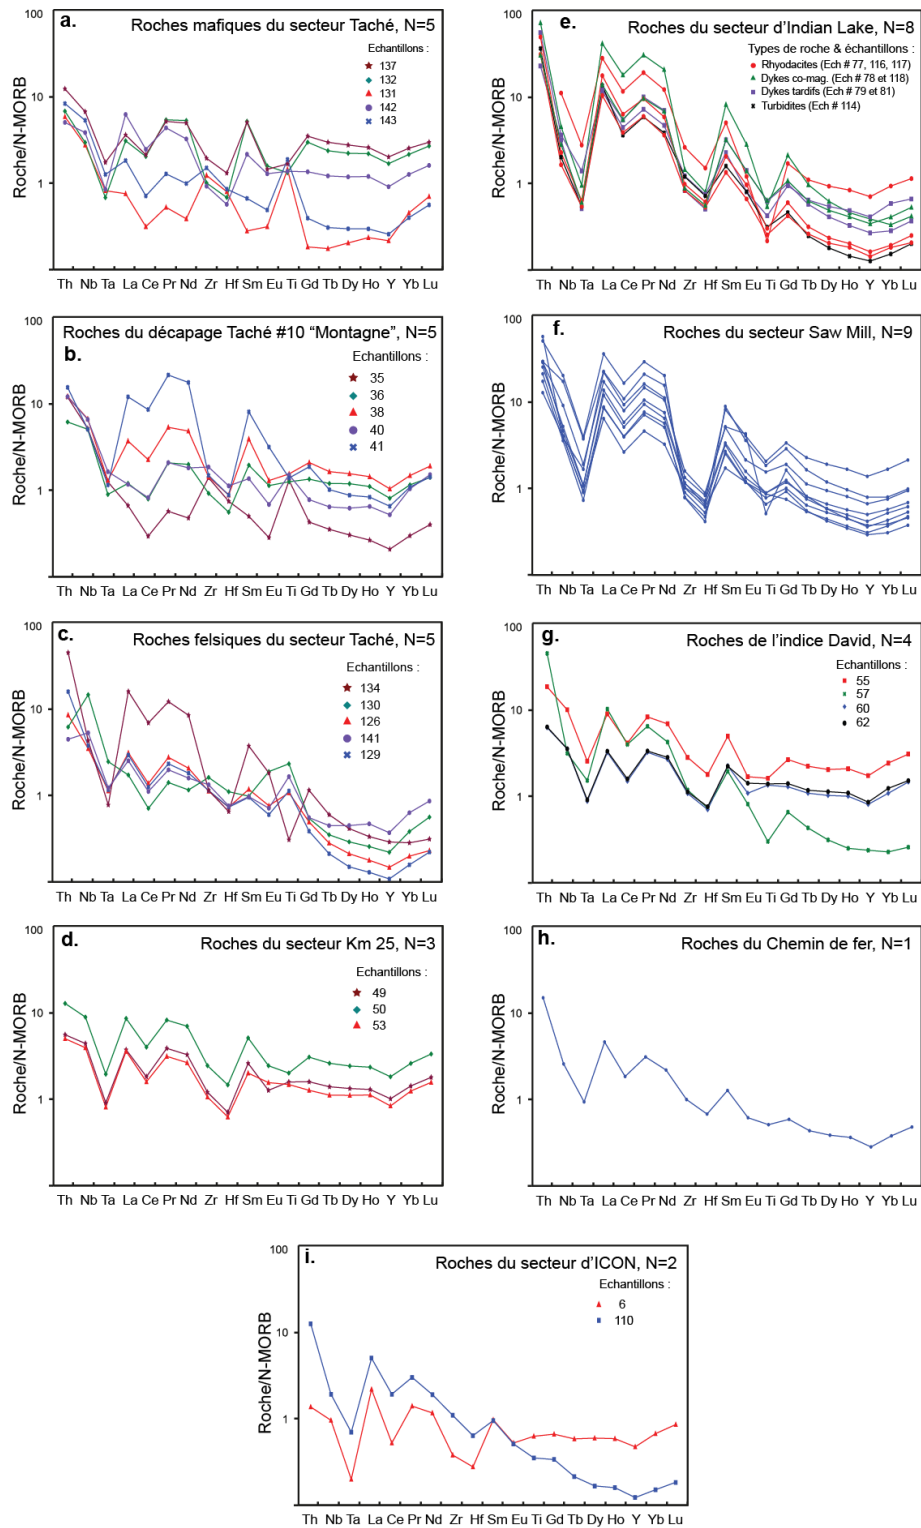 a.
Roches mafiques du secteur Taché, N=5
Echantillons :
137
132
131
142
143
100
10
1
Roche/N-MORB
Th Nb Ta La Ce Pr Nd Zr Hf Sm Eu Ti Gd Tb Dy Ho Y Yb Lu
b.
Roches du décapage Taché #10 “Montagne”, N=5
Echantillons :
35
36
38
40
41
100
10
1
Roche/N-MORB
Th Nb Ta La Ce Pr Nd Zr Hf Sm Eu Ti Gd Tb Dy Ho Y Yb Lu
c.
Roches felsiques du secteur Taché, N=5
Echantillons :
134
130
126
141
129
100
10
1
Roche/N-MORB
Th Nb Ta La Ce Pr Nd Zr Hf Sm Eu Ti Gd Tb Dy Ho Y Yb Lu
d.
Roches du secteur Km 25, N=3
Echantillons :
49
50
53
100
10
1
Roche/N-MORB
Th Nb Ta La Ce Pr Nd Zr Hf Sm Eu Ti Gd Tb Dy Ho Y Yb Lu
e.
Roches du secteur d’Indian Lake, N=8
Types de roche & échantillons :
Rhyodacites (Ech # 77, 116, 117)
Dykes co-mag. (Ech # 78 et 118)
Dykes tardifs (Ech # 79 et 81)
Turbidites (Ech # 114)
100
10
1
Roche/N-MORB
Th Nb Ta La Ce Pr Nd Zr Hf Sm Eu Ti Gd Tb Dy Ho Y Yb Lu
f.
Roches du secteur Saw Mill, N=9
100
10
1
Roche/N-MORB
Th Nb Ta La Ce Pr Nd Zr Hf Sm Eu Ti Gd Tb Dy Ho Y Yb Lu
g.
Roches de l’indice David, N=4
Echantillons :
55
57
60
62
100
10
1
Roche/N-MORB
Th Nb Ta La Ce Pr Nd Zr Hf Sm Eu Ti Gd Tb Dy Ho Y Yb Lu
h.
Roches du Chemin de fer, N=1
100
10
1
Roche/N-MORB
Th Nb Ta La Ce Pr Nd Zr Hf Sm Eu Ti Gd Tb Dy Ho Y Yb Lu
i.
Roches du secteur d’ICON, N=2
Echantillons :
6
110
100
10
1
Roche/N-MORB
Th Nb Ta La Ce Pr Nd Zr Hf Sm Eu Ti Gd Tb Dy Ho Y Yb Lu